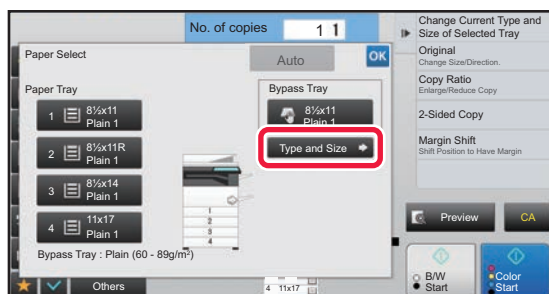 No. of copies
1 1
Paper Select
Auto
OK
Paper Tray
1 8½x11
Plain 1
2 8½x11R
Plain 1
3 8½x14
Plain 1
4 11x17
Plain 1
Bypass Tray
8½x11
Plain 1
Type and Size
1
2
3
4
Bypass Tray : Plain (60 - 89g/m²)
Others
4 11x17
Change Current Type and
Size of Selected Tray
Original
Change Size/Direction.
Copy Ratio
Enlarge/Reduce Copy
2-Sided Copy
Margin Shift
Shift Position to Have Margin
Preview
CA
B/W
Start
Color
Start